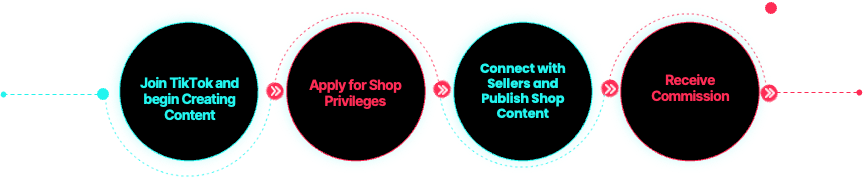 Join TikTok and
begin Creating
Content
Apply for Shop
Privileges
Connect with
Sellers and
Publish Shop
Content
Receive
Commission